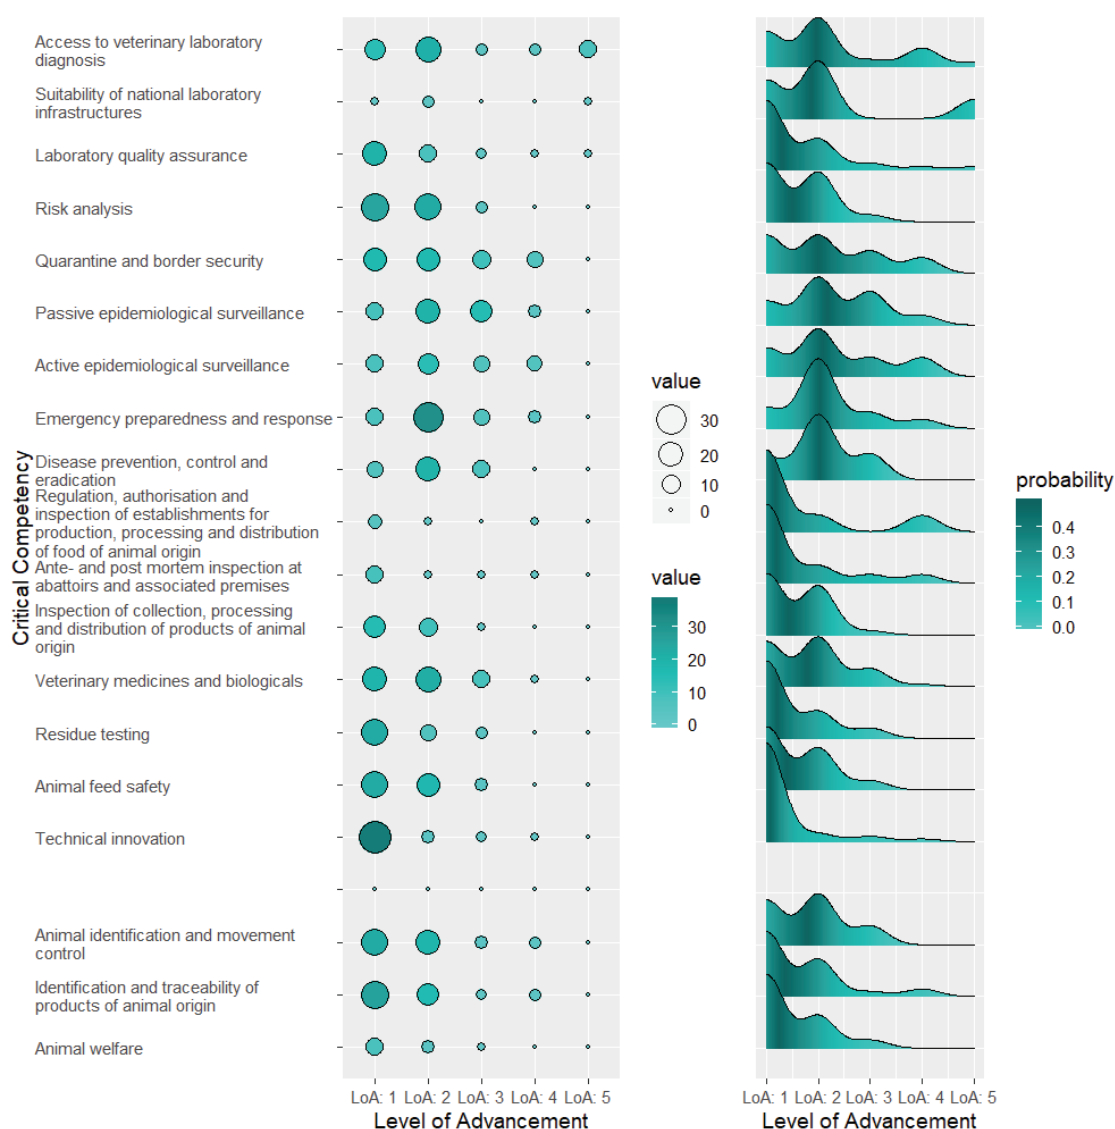 Access to veterinary laboratory
diagnosis
Suitability of national laboratory
infrastructures
Laboratory quality assurance
Risk analysis
Quarantine and border security
Passive epidemiological surveillance
Active epidemiological surveillance
Emergency preparedness and response
Disease prevention, control and
eradication
Regulation, authorisation and
inspection of establishments for
production, processing and distribution
of food of animal origin
Ante- and post mortem inspection at
abattoirs and associated premises
Inspection of collection, processing
and distribution of products of animal
origin
Veterinary medicines and biologicals
Residue testing
Animal feed safety
Technical innovation
Animal identification and movement
control
Identification and traceability of
products of animal origin
Animal welfare
Critical Competency
LoA: 1 LoA: 2 LoA: 3 LoA: 4 LoA: 5
Level of Advancement
value
30
20
10
0
value
30
20
10
0
LoA: 1 LoA: 2 LoA: 3 LoA: 4 LoA: 5
Level of Advancement
probability
0.4
0.3
0.2
0.1
0.0